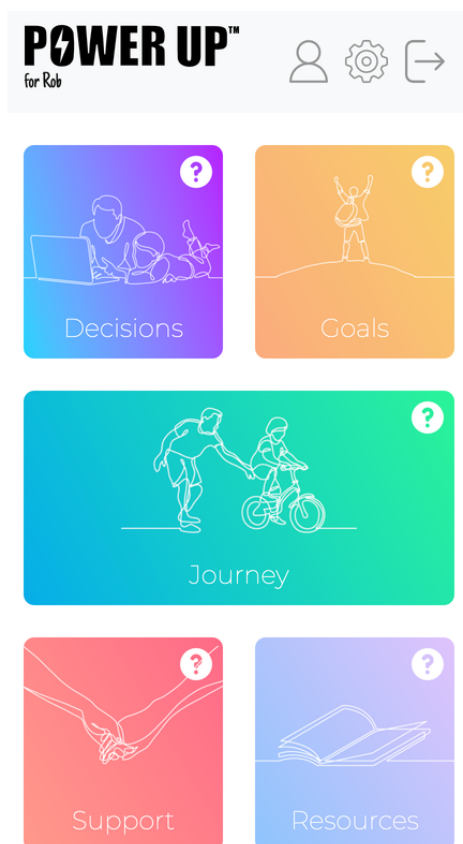 POWER UP™
for Rob
?
?
Decisions
Goals
?
Journey
?
?
Support
Resources